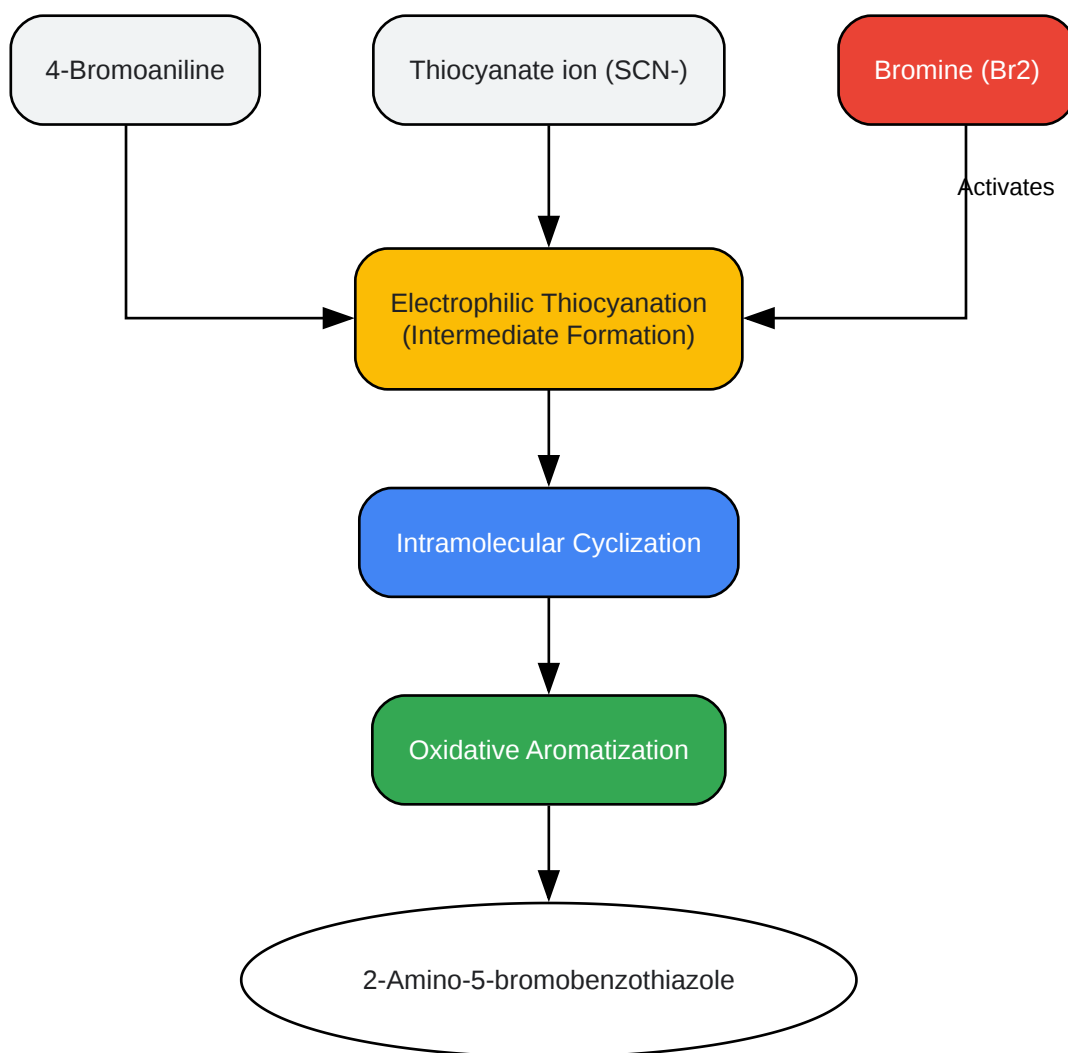 4-Bromoaniline
Thiocyanate ion (SCN-)
Bromine (Br2)
Activates
Electrophilic Thiocyanation
(Intermediate Formation)
Intramolecular Cyclization
Oxidative Aromatization
2-Amino-5-bromobenzothiazole